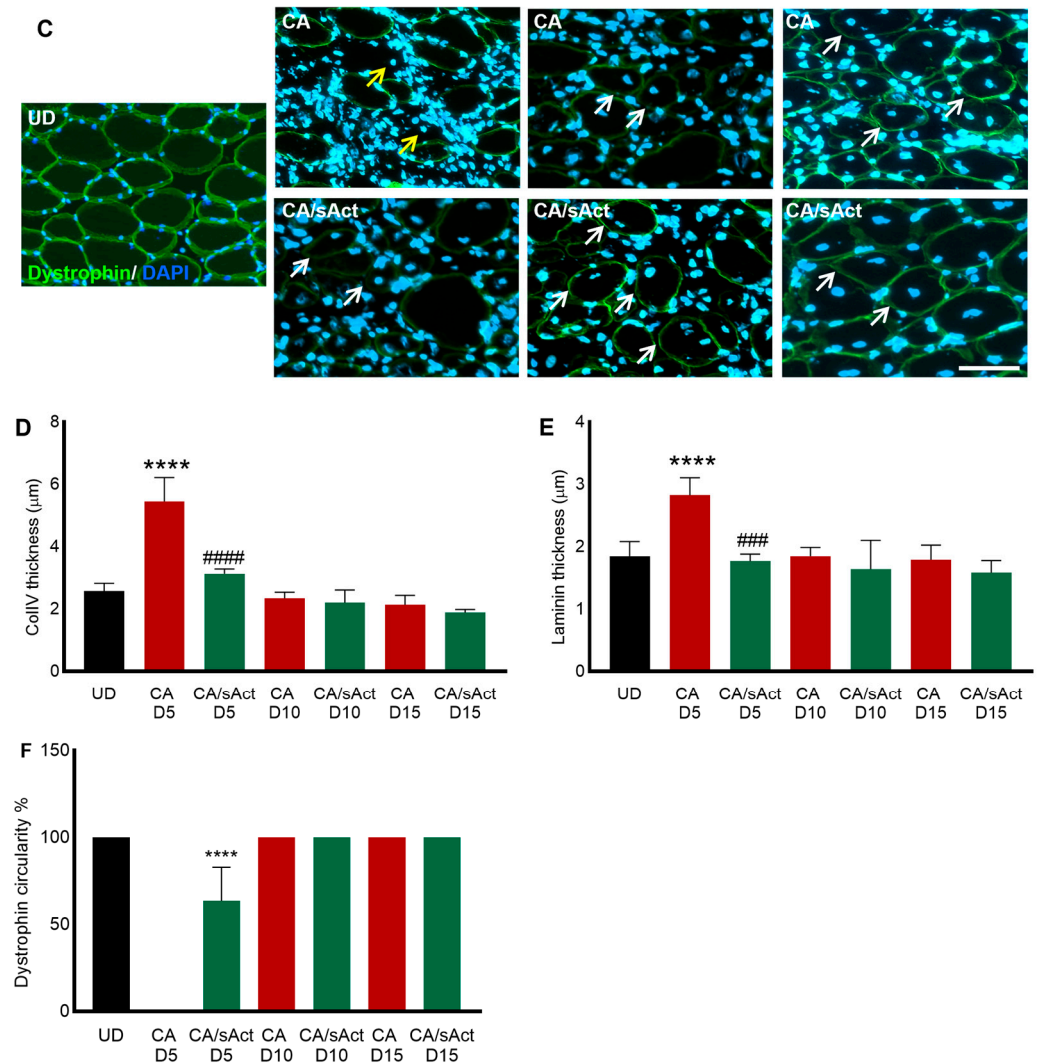 C
UD
Dystrophin/ DAPI
CA
CA
CA
CA/sAct
CA/sAct
CA/sAct
D
CollV thickness (μm)
8
6
4
2
0
****
####
UD
CA
D5
CA/sAct
D5
CA
D10
CA/sAct
D10
CA
D15
CA/sAct
D15
E
Laminin thickness (μm)
4
3
2
1
0
****
###
UD
CA
D5
CA/sAct
D5
CA
D10
CA/sAct
D10
CA
D15
CA/sAct
D15
F
Dystrophin circularity %
150
100
50
0
****
UD
CA
D5
CA/sAct
D5
CA
D10
CA/sAct
D10
CA
D15
CA/sAct
D15